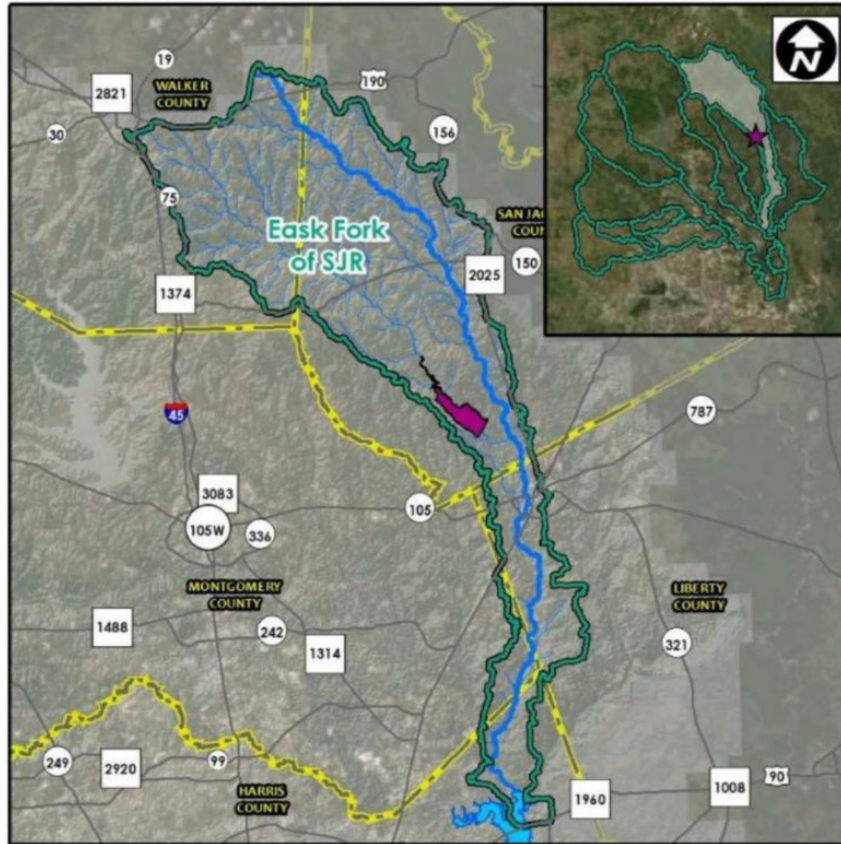 19
WALKER
COUNTY
2821
190
30
156
75
Eask Fork
of SJR
SAN JAC
COUN
150
2025
1374
45
787
3083
105
105W
336
MONTGOMERY
COUNTY
LIBERTY
COUNTY
1488
242
1314
321
249
2920
99
HARRIS
COUNTY
1960
1008
90
N